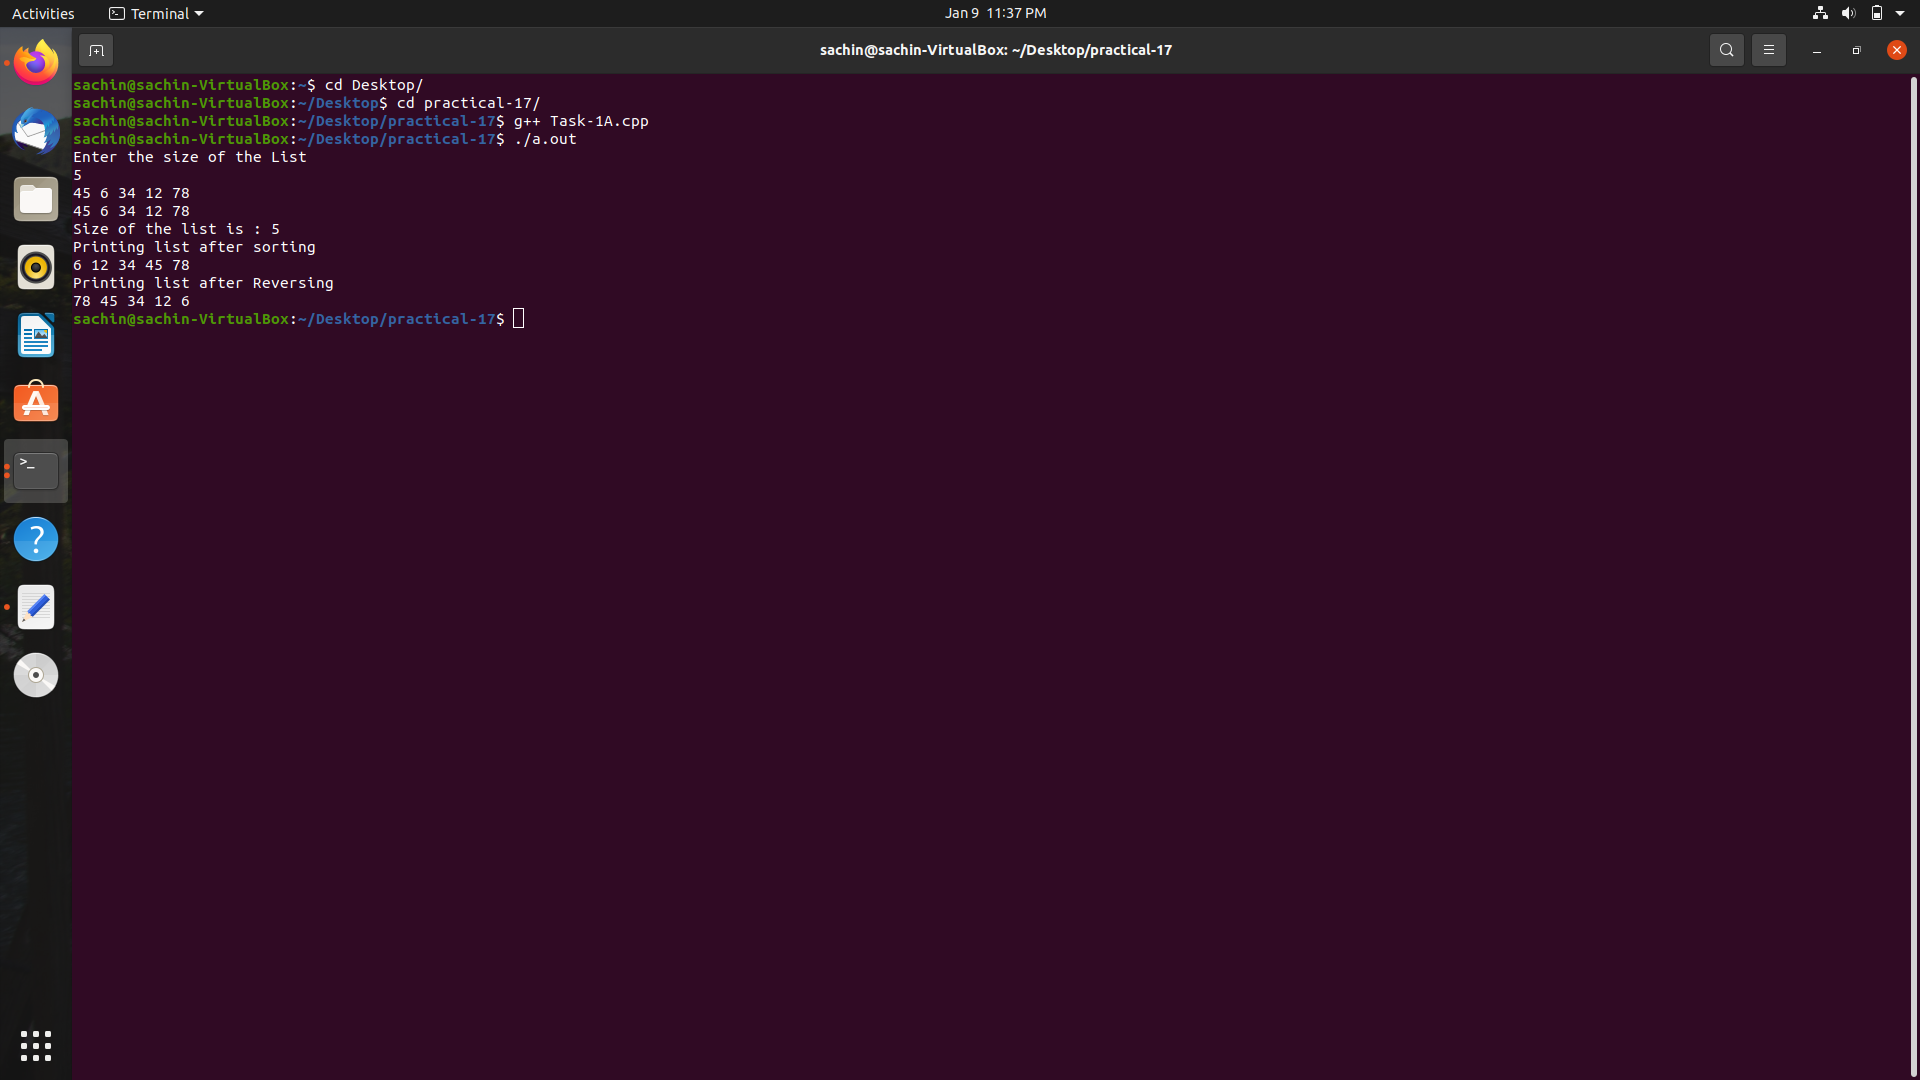 Activities Terminal Jan 9 11:37 PM
sachin@sachin-VirtualBox: ~/Desktop/practical-17
sachin@sachin-VirtualBox:~$ cd Desktop/
sachin@sachin-VirtualBox:~/Desktop$ cd practical-17/
sachin@sachin-VirtualBox:~/Desktop/practical-17$ g++ Task-1A.cpp
sachin@sachin-VirtualBox:~/Desktop/practical-17$ ./a.out
Enter the size of the List
5
45 6 34 12 78
45 6 34 12 78
Size of the list is : 5
Printing list after sorting
6 12 34 45 78
Printing list after Reversing
78 45 34 12 6
sachin@sachin-VirtualBox:~/Desktop/practical-17$